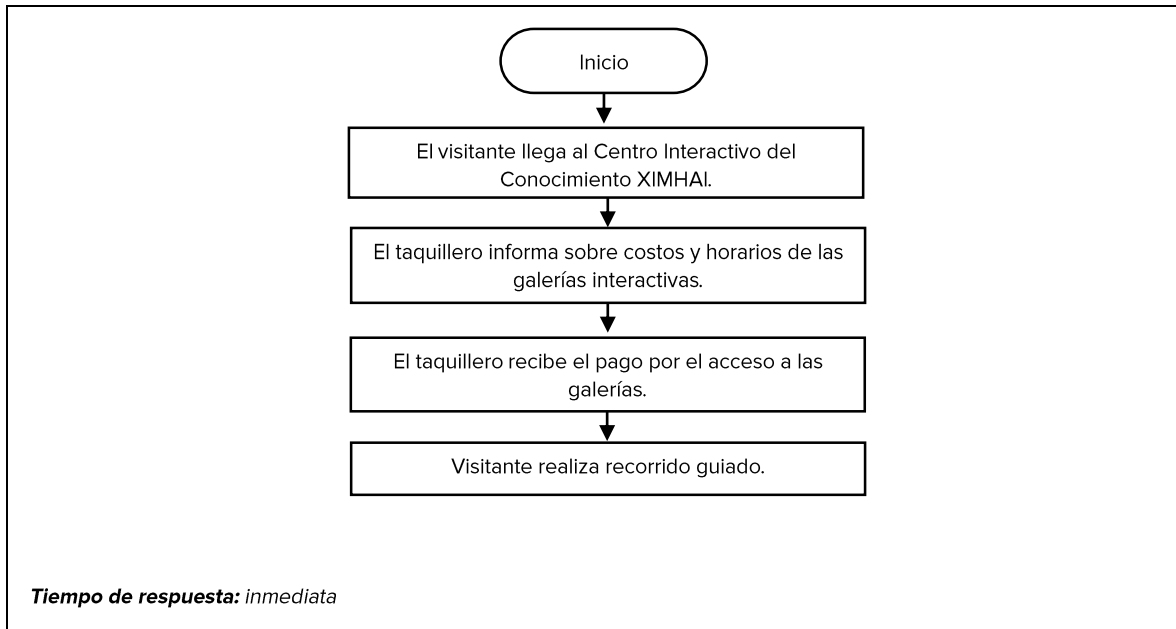 Inicio
El visitante llega al Centro Interactivo del
Conocimiento XIMHAI.
El taquillero informa sobre costos y horarios de las
galerías interactivas.
El taquillero recibe el pago por el acceso a las
galerías.
Visitante realiza recorrido guiado.
Tiempo de respuesta: inmediata